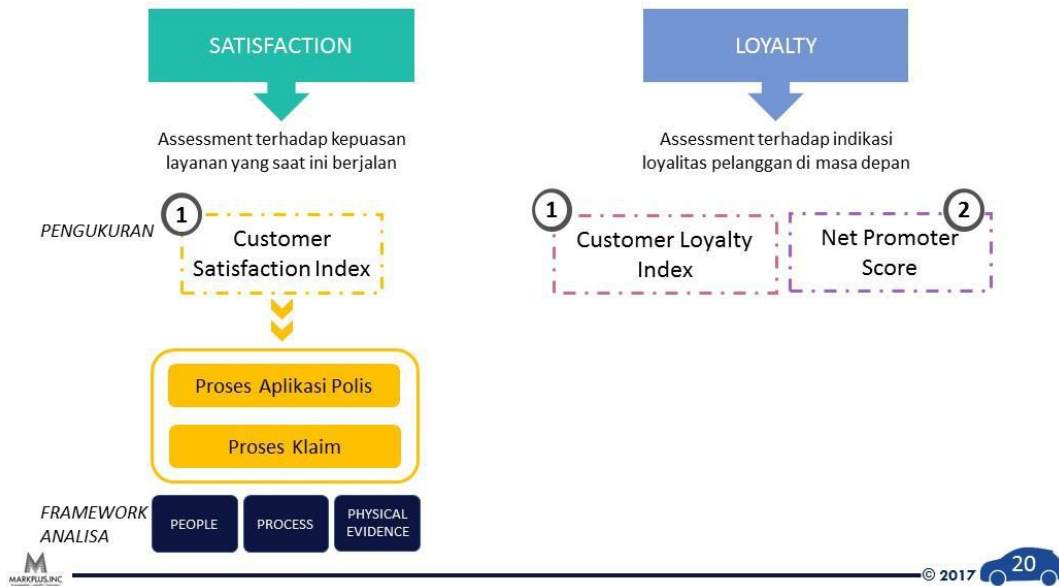 SATISFACTION
Assessment terhadap kepuasan
layanan yang saat ini berjalan
LOYALTY
Assessment terhadap indikasi
loyalitas pelanggan di masa depan
PENGUKURAN
1
Customer
Satisfaction Index
1
Customer Loyalty
Index
2
Net Promoter
Score
Proses Aplikasi Polis
Proses Klaim
FRAMEWORK
ANALISA
PEOPLE
PROCESS
PHYSICAL
EVIDENCE
MARKPLUS.INC
© 2017
20